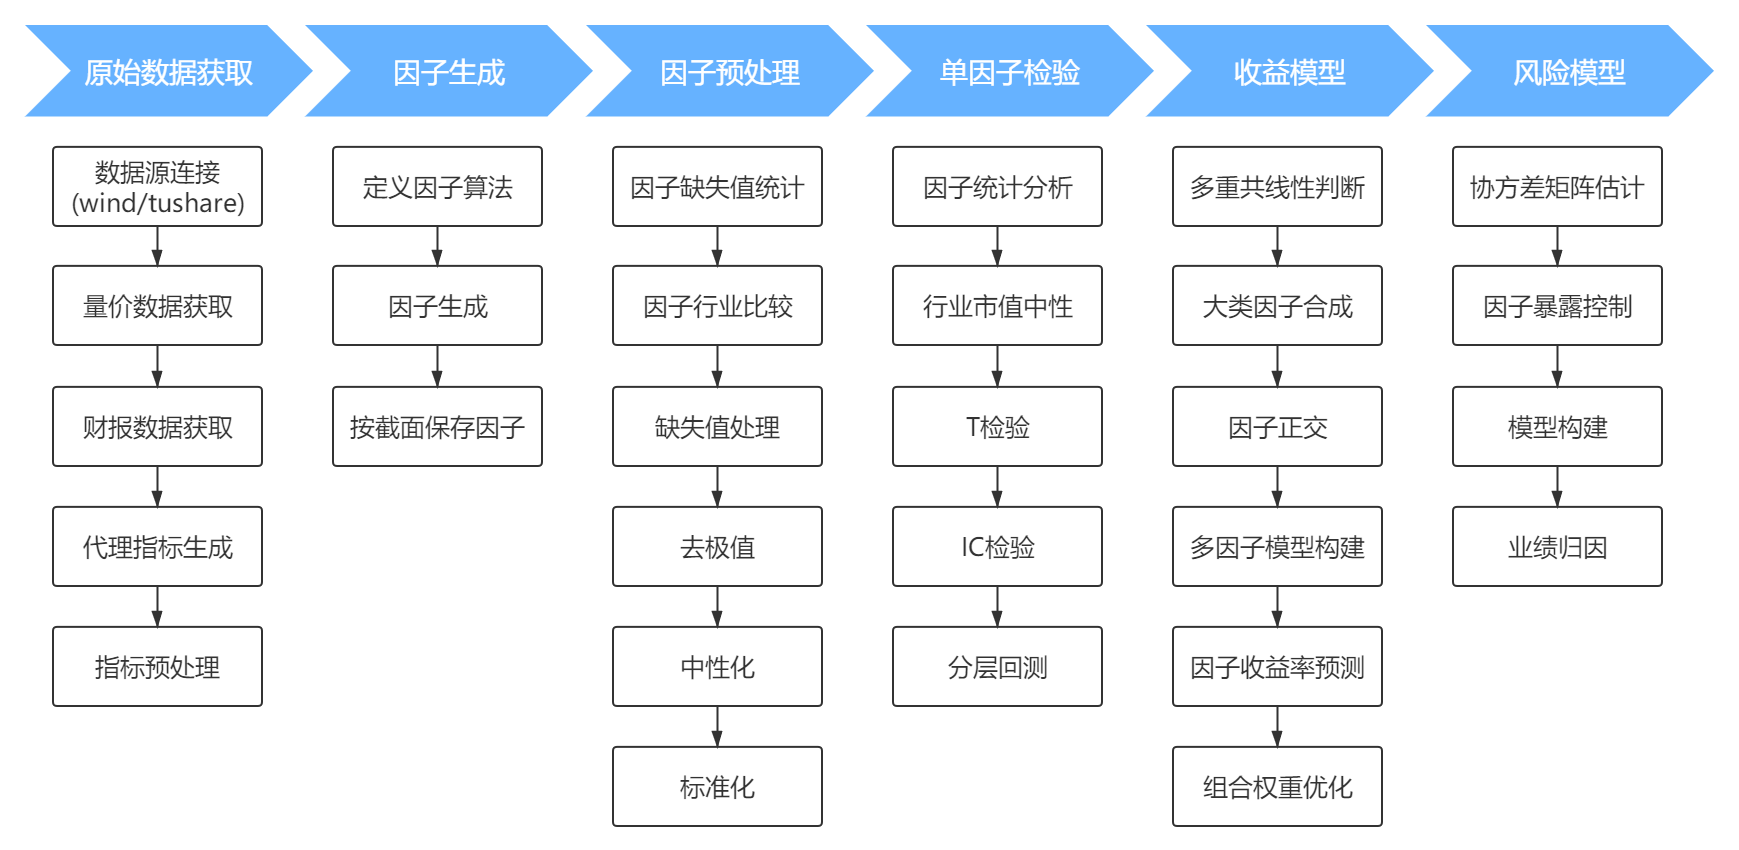 原始数据获取
因子生成
因子预处理
单因子检验
收益模型
风险模型
数据源连接
(wind/tushare)
量价数据获取
财报数据获取
代理指标生成
指标预处理
定义因子算法
因子生成
按截面保存因子
因子缺失值统计
因子行业比较
缺失值处理
去极值
中性化
标准化
因子统计分析
行业市值中性
T检验
IC检验
分层回测
多重共线性判断
大类因子合成
因子正交
多因子模型构建
因子收益率预测
组合权重优化
协方差矩阵估计
因子暴露控制
模型构建
业绩归因